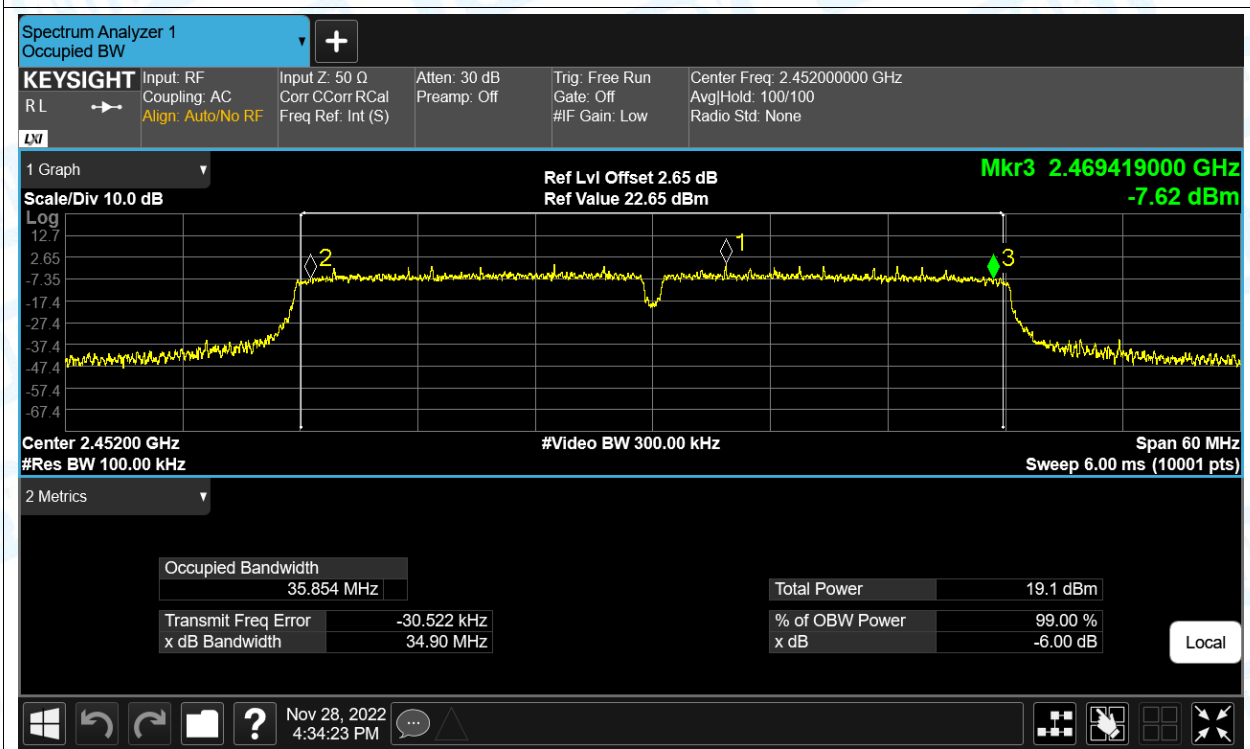 Spectrum Analyzer 1
Occupied BW
KEYSIGHT
R L
LXI
Input: RF
Coupling: AC
Align: Auto/No RF
Input Z: 50 Ω
Corr CCorr RCal
Freq Ref: Int (S)
Atten: 30 dB
Preamp: Off
Trig: Free Run
Gate: Off
#IF Gain: Low
Center Freq: 2.452000000 GHz
Avg|Hold: 100/100
Radio Std: None
1 Graph
Scale/Div 10.0 dB
Ref Lvl Offset 2.65 dB
Ref Value 22.65 dBm
Mkr3 2.469419000 GHz
-7.62 dBm
Log
12.7
2.65
-7.35
-17.4
-27.4
-37.4
-47.4
-57.4
-67.4
2
1
3
Center 2.45200 GHz
#Video BW 300.00 kHz
Span 60 MHz
#Res BW 100.00 kHz
Sweep 6.00 ms (10001 pts)
2 Metrics
Occupied Bandwidth
35.854 MHz
Total Power 19.1 dBm
Transmit Freq Error -30.522 kHz
% of OBW Power 99.00 %
x dB Bandwidth 34.90 MHz
x dB -6.00 dB
Local
?
Nov 28, 2022
4:34:23 PM